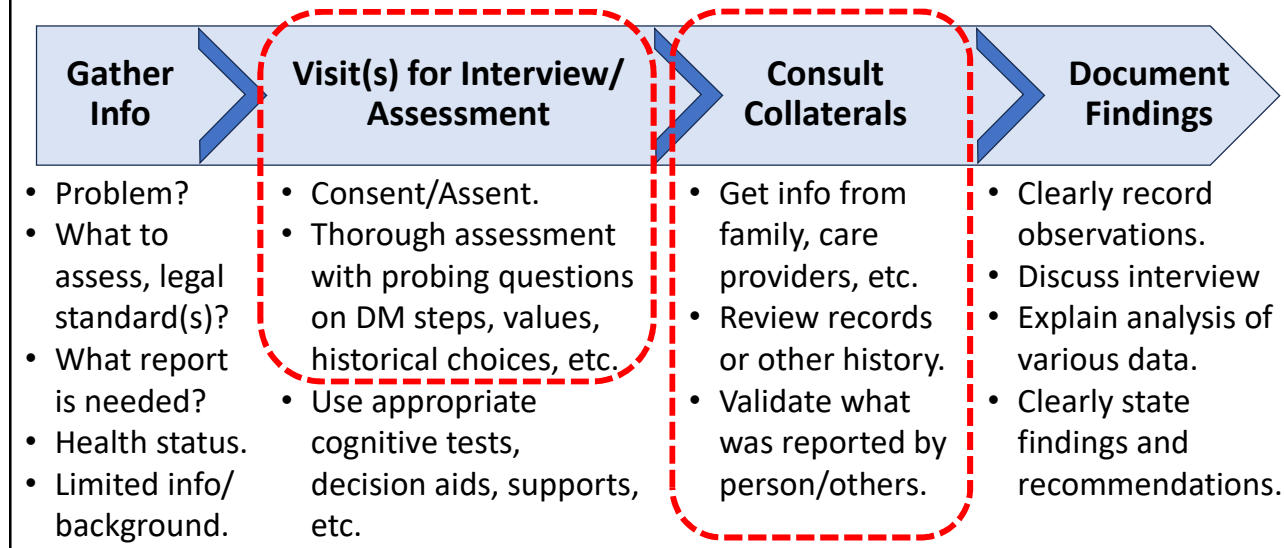 Gather
Info
Visit(s) for Interview/
Assessment
Consult
Collaterals
Document
Findings
• Problem?
• What to
assess, legal
standard(s)?
• What report
is needed?
• Health status.
• Limited info/
background.
• Consent/Assent.
• Thorough assessment
with probing questions
on DM steps, values,
historical choices, etc.
• Use appropriate
cognitive tests,
decision aids, supports,
etc.
• Get info from
family, care
providers, etc.
• Review records
or other history.
• Validate what
was reported by
person/others.
• Clearly record
observations.
• Discuss interview
• Explain analysis of
various data.
• Clearly state
findings and
recommendations.